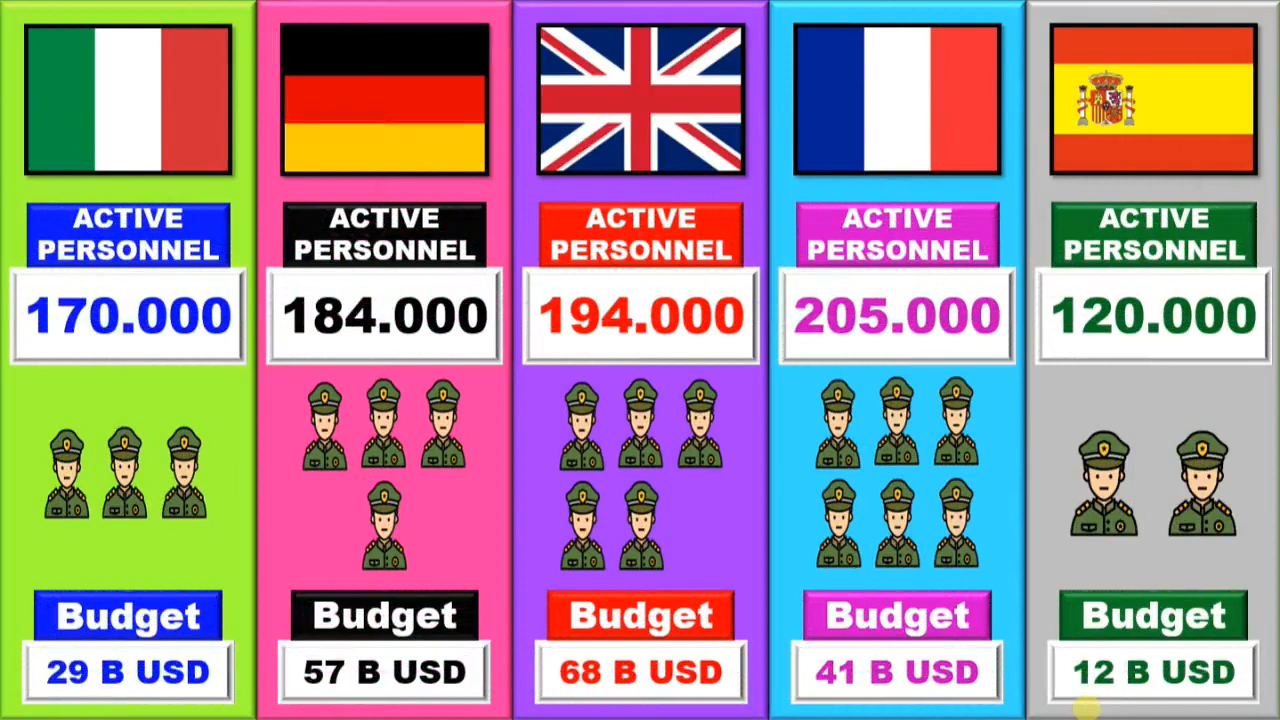 ACTIVE
PERSONNEL
170.000
Budget
29 B USD
ACTIVE
PERSONNEL
184.000
Budget
57 B USD
ACTIVE
PERSONNEL
194.000
Budget
68 B USD
ACTIVE
PERSONNEL
205.000
Budget
41 B USD
ACTIVE
PERSONNEL
120.000
Budget
12 B USD